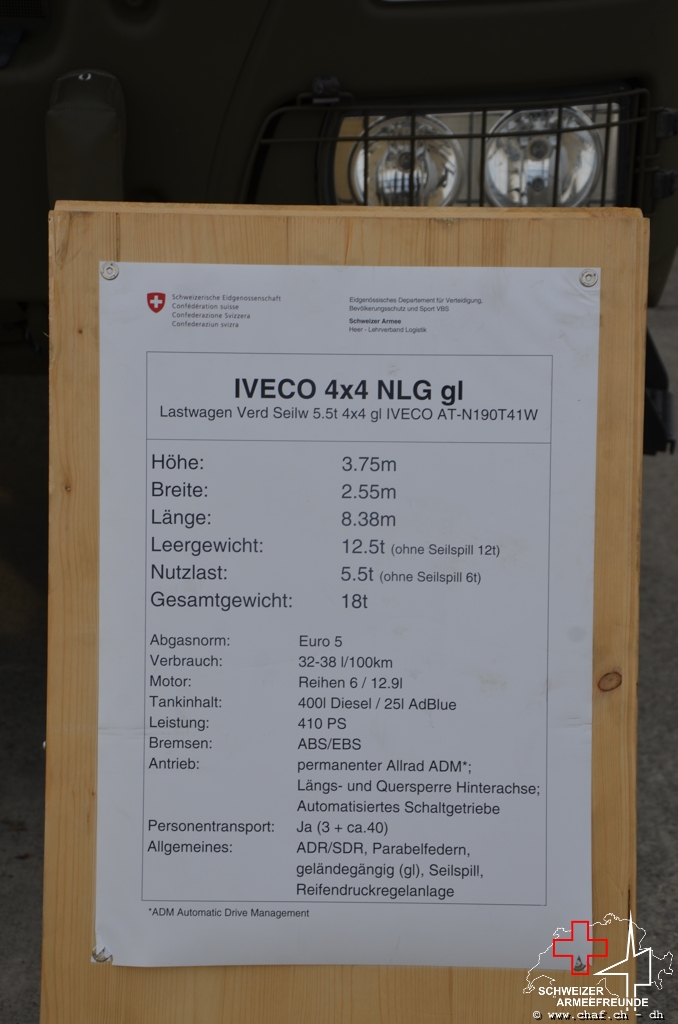 Schweizerische Eidgenossenschaft
Confédération suisse
Confederazione Svizzera
Confederaziun svizra
Eidgenössisches Departement für Verteidigung,
Bevölkerungsschutz und Sport VBS
Schweizer Armee
Heer - Lehrverband Logistik
IVECO 4x4 NLG gl
Lastwagen Verd Seilw 5.5t 4x4 gl IVECO AT-N190T41W
Höhe: 3.75m
Breite: 2.55m
Länge: 8.38m
Leergewicht: 12.5t (ohne Seilspill 12t)
Nutzlast: 5.5t (ohne Seilspill 6t)
Gesamtgewicht: 18t
Abgasnorm: Euro 5
Verbrauch: 32-38 l/100km
Motor: Reihen 6 / 12.9l
Tankinhalt: 400l Diesel / 25l AdBlue
Leistung: 410 PS
Bremsen: ABS/EBS
Antrieb: permanenter Allrad ADM*;
Längs- und Quersperre Hinterachse;
Automatisiertes Schaltgetriebe
Personentransport: Ja (3 + ca.40)
Allgemeines: ADR/SDR, Parabelfedern,
geländegängig (gl), Seilspill,
Reifendruckregelanlage
*ADM Automatic Drive Management
SCHWEIZER
ARMEEFREUNDE
© www.chaf.ch - dh